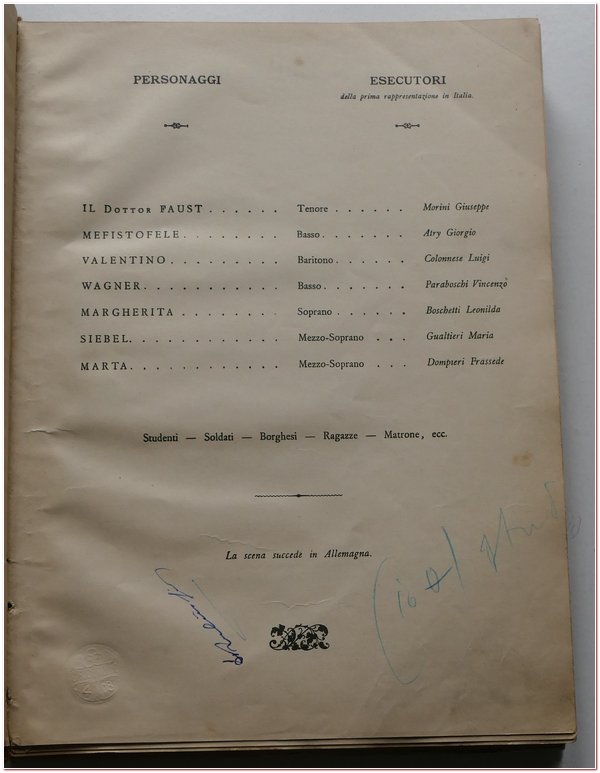 PERSONAGGI
ESECUTORI
della prima rappresentazione in Italia.
IL DOTTOR FAUST . . . . . . Tenore . . . . . . Morini Giuseppe
MEFISTOFELE . . . . . . . Basso . . . . . . Atry Giorgio
VALENTINO . . . . . . . . Baritono . . . . . Colonnese Luigi
WAGNER . . . . . . . . . . Basso . . . . . . Paraboschi Vincenzo
MARGHERITA . . . . . . . Soprano . . . . . Boschetti Leonilda
SIEBEL . . . . . . . . . . . Mezzo-Soprano . . . Gualtieri Maria
MARTA . . . . . . . . . . . Mezzo-Soprano . . . Dompieri Prassede
Studenti — Soldati — Borghesi — Ragazze — Matrone, ecc.
La scena succede in Allemagna.